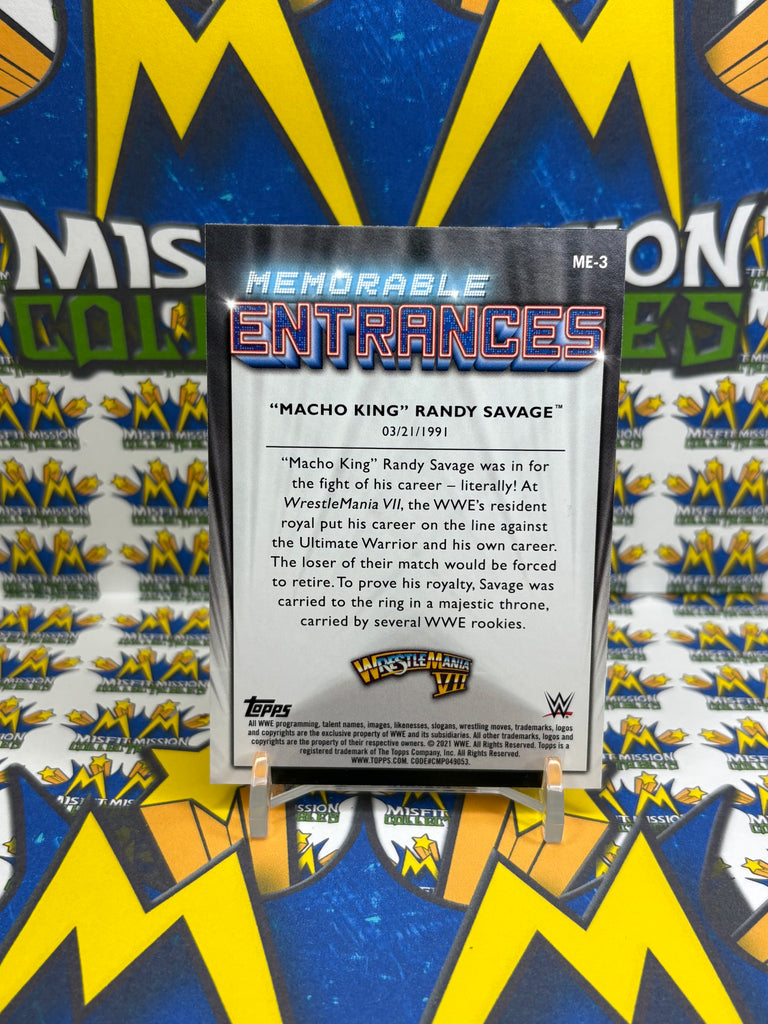 MISFIT MISSION
COLLECTIBLES
ME-3
MEMORABLE
ENTRANCES
“MACHO KING” RANDY SAVAGE™
03/21/1991
“Macho King” Randy Savage was in for
the fight of his career – literally! At
WrestleMania VII, the WWE’s resident
royal put his career on the line against
the Ultimate Warrior and his own career.
The loser of their match would be forced
to retire. To prove his royalty, Savage was
carried to the ring in a majestic throne,
carried by several WWE rookies.
WRESTLEMANIA
VII
Topps
W
All WWE programming, talent names, images, likenesses, slogans, wrestling moves, trademarks, logos
and copyrights are the exclusive property of WWE and its subsidiaries. All other trademarks, logos and
copyrights are the property of their respective owners. © 2021 WWE. All Rights Reserved. Topps is a
registered trademark of The Topps Company, Inc. All Rights Reserved.
WWW.TOPPS.COM. CODE#CMP049053.